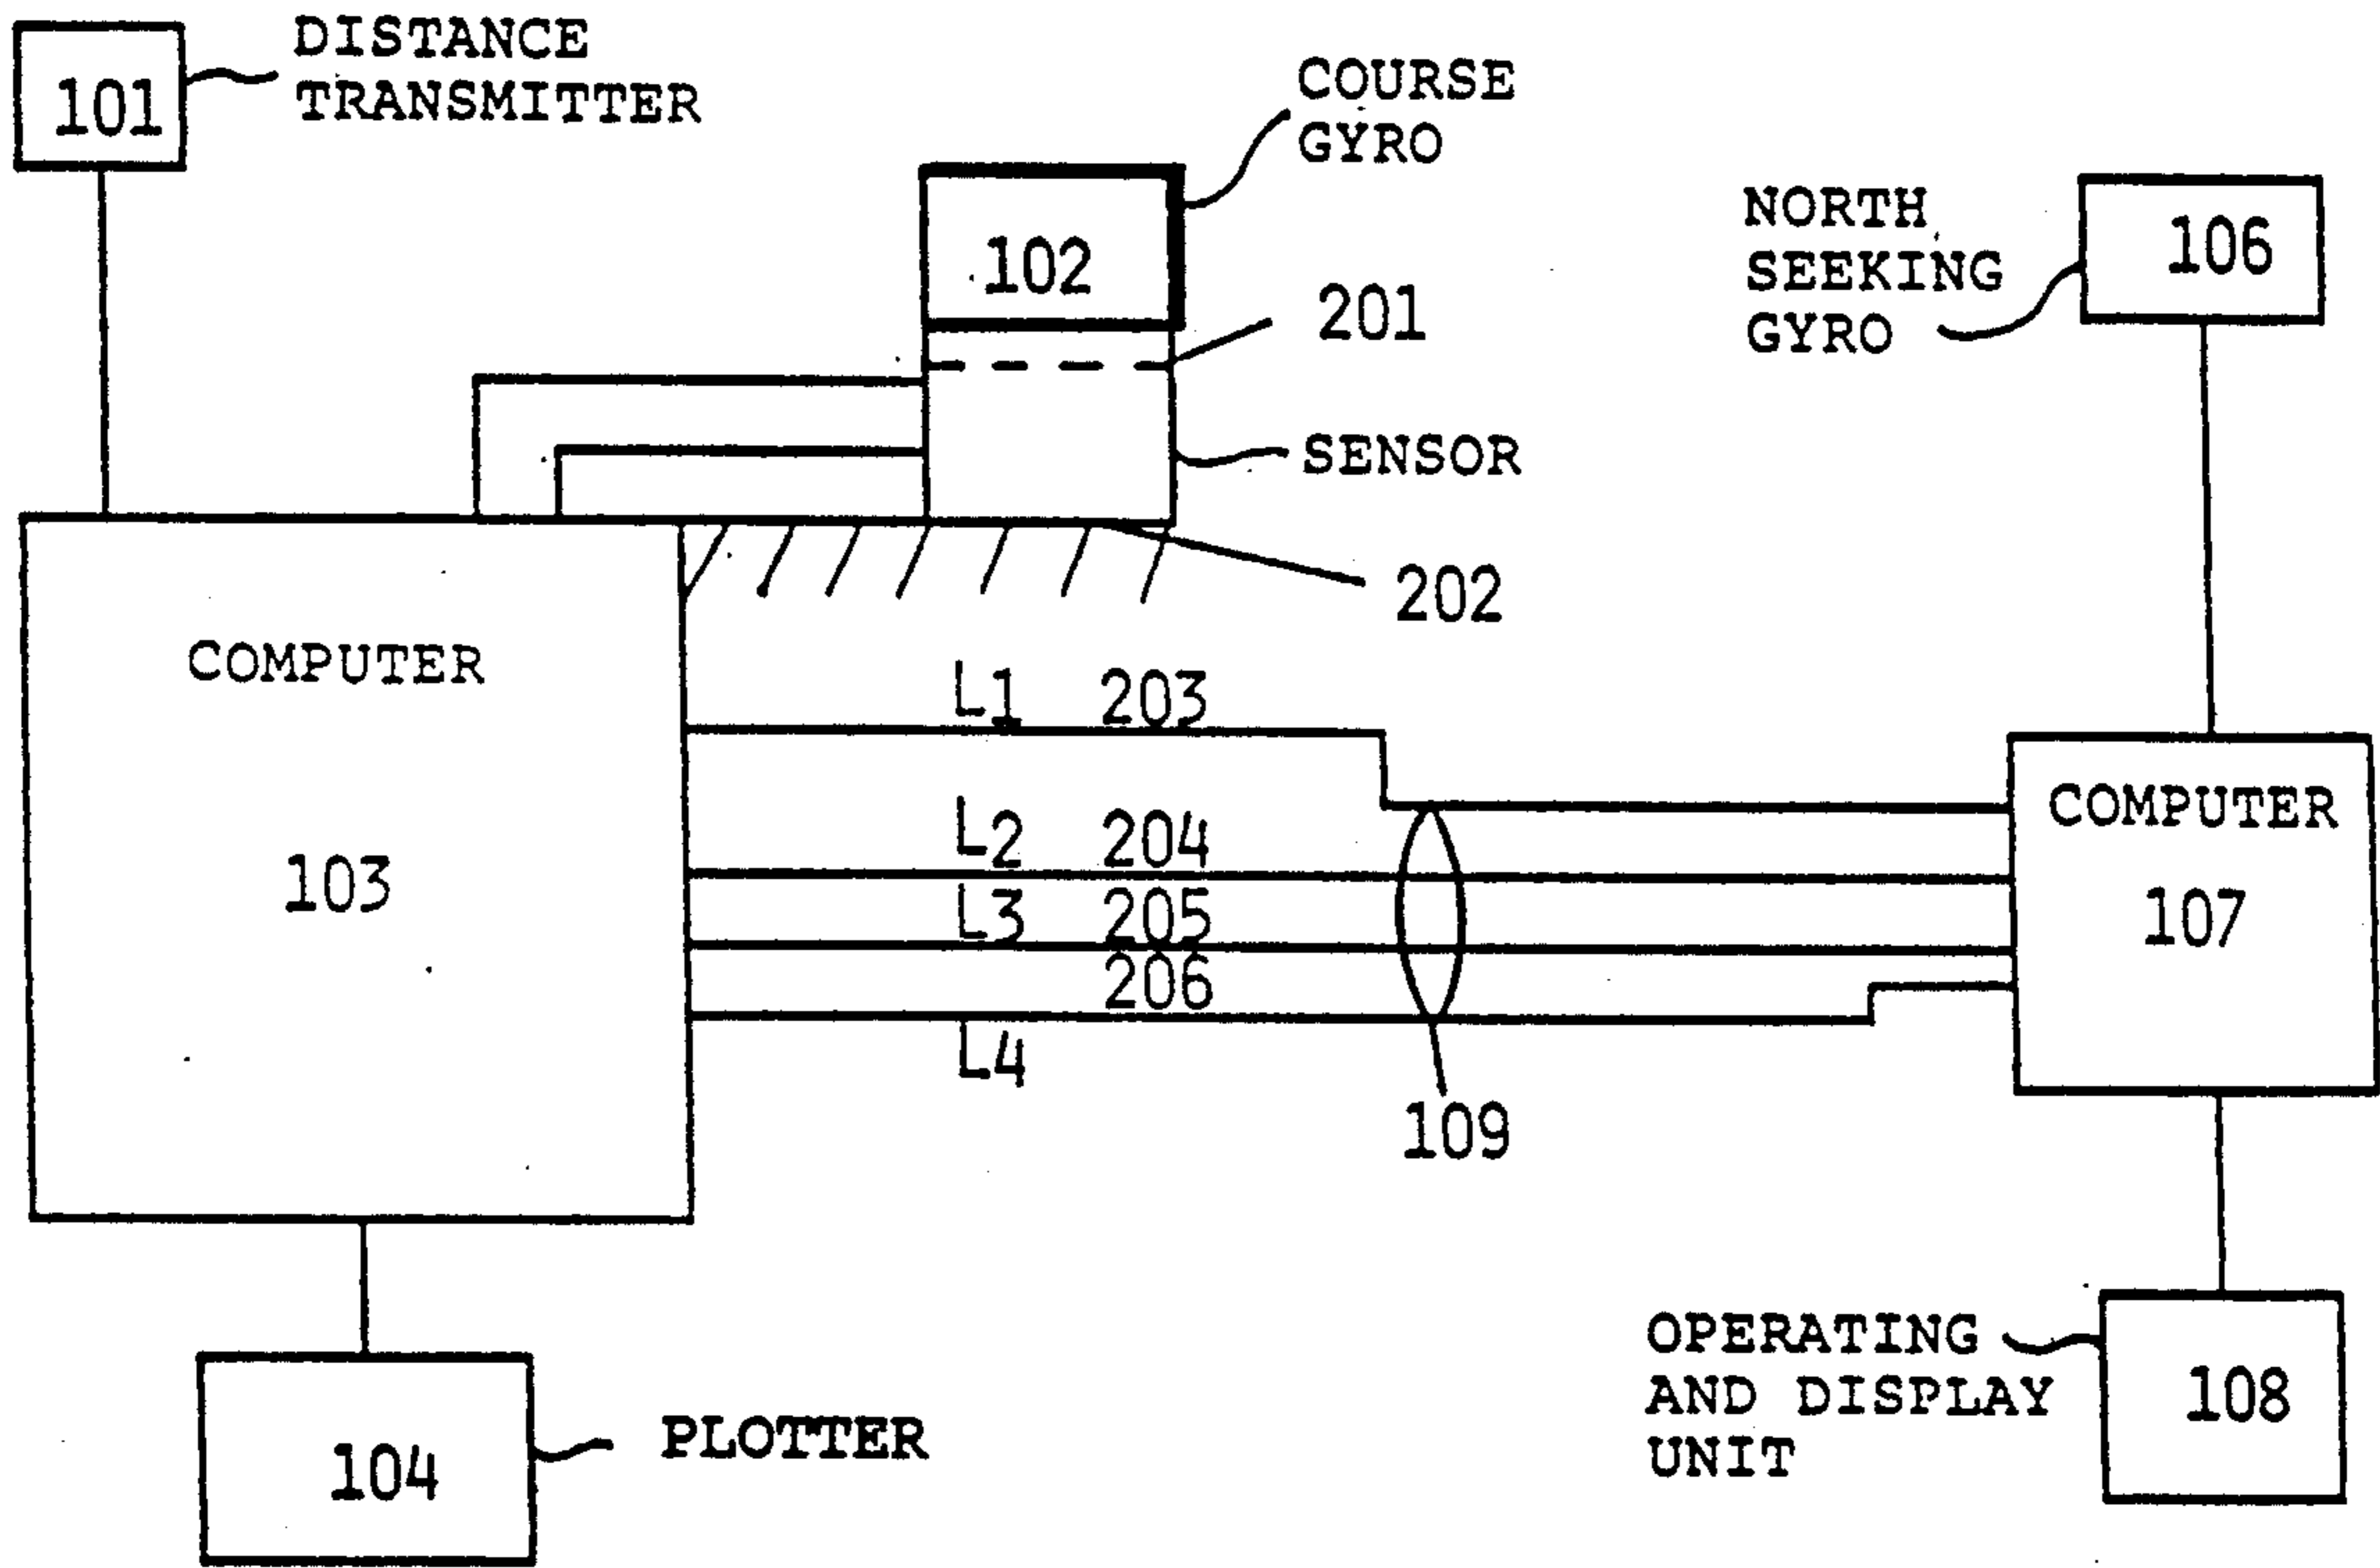 DISTANCE
TRANSMITTER
101
COURSE
GYRO
102
NORTH
SEEKING
GYRO
106
201
SENSOR
202
COMPUTER
103
L1 203
L2 204
L3 205
206
L4
109
COMPUTER
107
PLOTTER
104
OPERATING
AND DISPLAY
UNIT
108